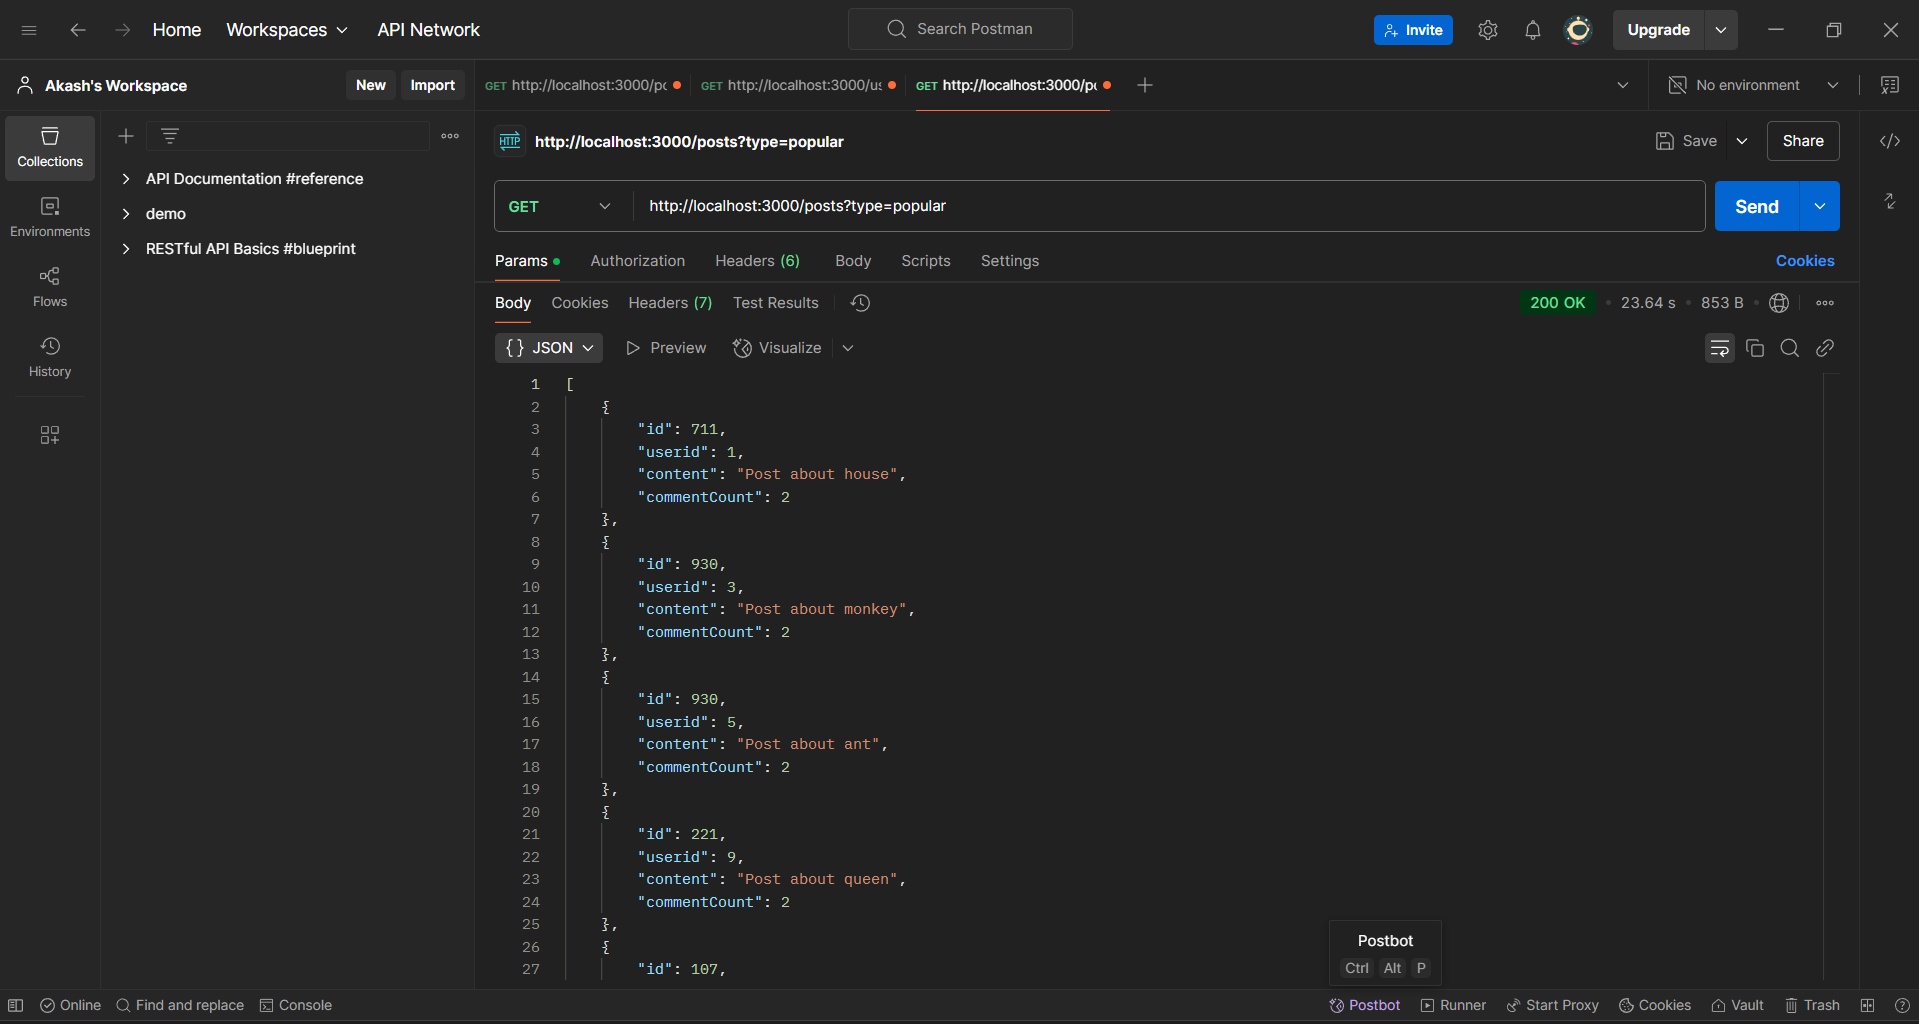 Home
Workspaces
API Network
Search Postman
Invite
Upgrade
Akash's Workspace
New
Import
GET http://localhost:3000/pc
GET http://localhost:3000/us
GET http://localhost:3000/p
No environment
Collections
Environments
Flows
History
API Documentation #reference
demo
RESTful API Basics #blueprint
HTTP
http://localhost:3000/posts?type=popular
Save
Share
GET
http://localhost:3000/posts?type=popular
Send
Params
Authorization
Headers (6)
Body
Scripts
Settings
Cookies
Body
Cookies
Headers (7)
Test Results
200 OK
23.64 s
853 B
{} JSON
Preview
Visualize
1 [
2 {
3 "id": 711,
4 "userid": 1,
5 "content": "Post about house",
6 "commentCount": 2
7 },
8 {
9 "id": 930,
10 "userid": 3,
11 "content": "Post about monkey",
12 "commentCount": 2
13 },
14 {
15 "id": 930,
16 "userid": 5,
17 "content": "Post about ant",
18 "commentCount": 2
19 },
20 {
21 "id": 221,
22 "userid": 9,
23 "content": "Post about queen",
24 "commentCount": 2
25 },
26 {
27 "id": 107,
Postbot
Ctrl Alt P
Online
Find and replace
Console
Postbot
Runner
Start Proxy
Cookies
Vault
Trash